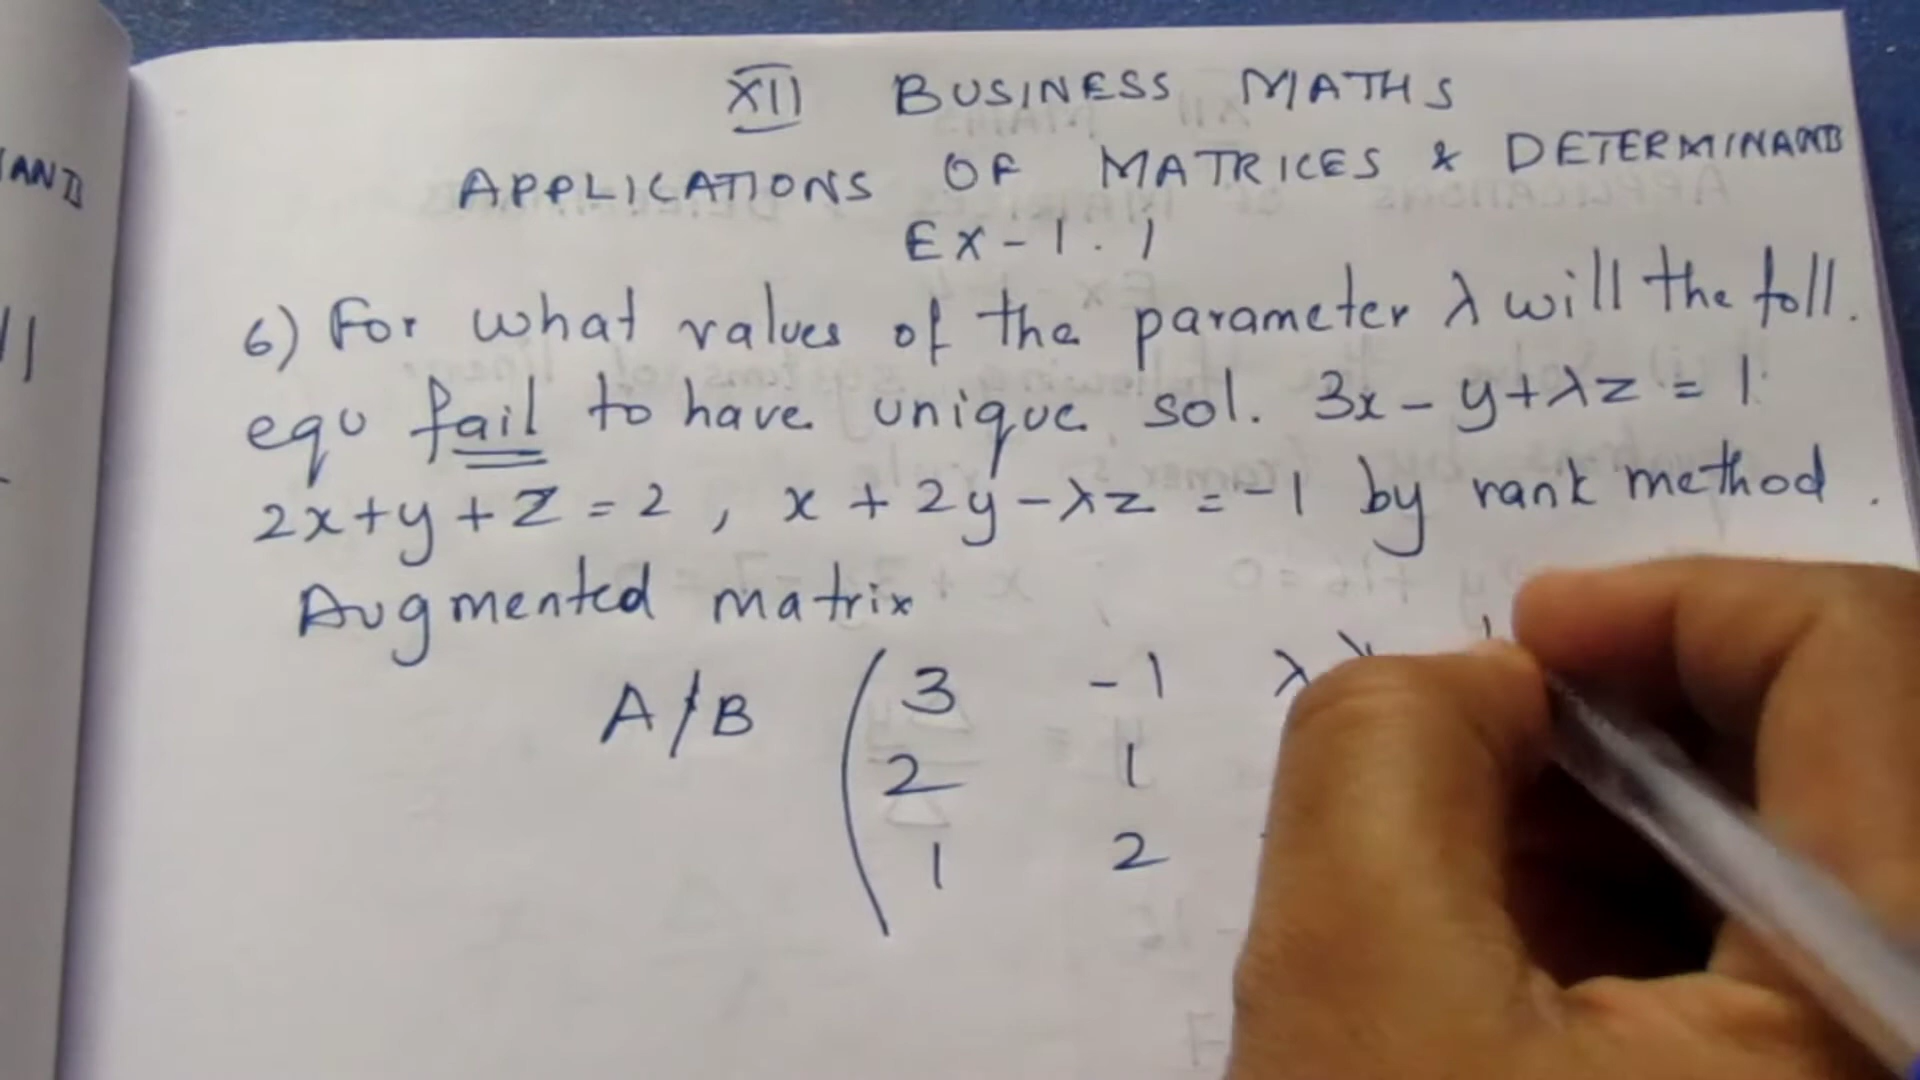 XII BUSINESS MATHS
APPLICATIONS OF MATRICES & DETERMINANTS
Ex-1.1
6) For what values of the parameter λ will the foll.
equ fail to have unique sol. 3x-y+λz=1
2x+y+z=2, x+2y-λz=-1 by rank method.
Augmented matrix
A/B ( 3 -1 λ
2 1
1 2